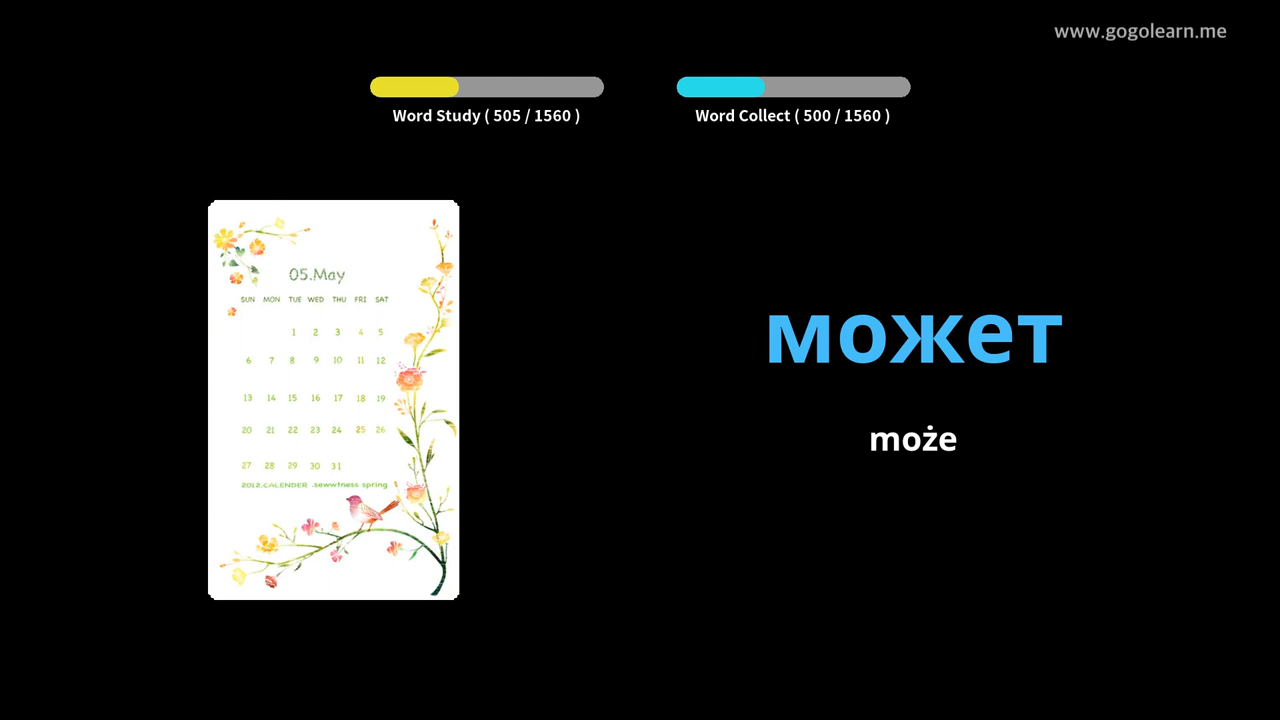 www.gogolearn.me
Word Study ( 505 / 1560 )
Word Collect ( 500 / 1560 )
05.May
SUN MON TUE WED THU FRI SAT
1 2 3 4 5
6 7 8 9 10 11 12
13 14 15 16 17 18 19
20 21 22 23 24 25 26
27 28 29 30 31
2012.CALENDER .sewwtness spring
может
może